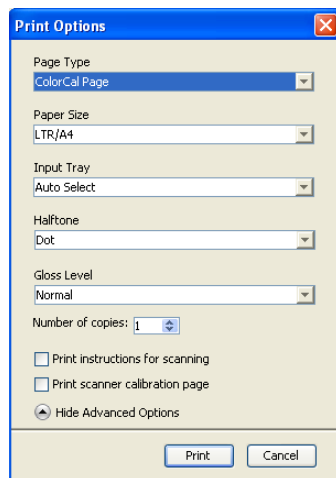 Print Options
Page Type
ColorCal Page
Paper Size
LTR/A4
Input Tray
Auto Select
Halftone
Dot
Gloss Level
Normal
Number of copies: 1
Print instructions for scanning
Print scanner calibration page
Hide Advanced Options
Print Cancel